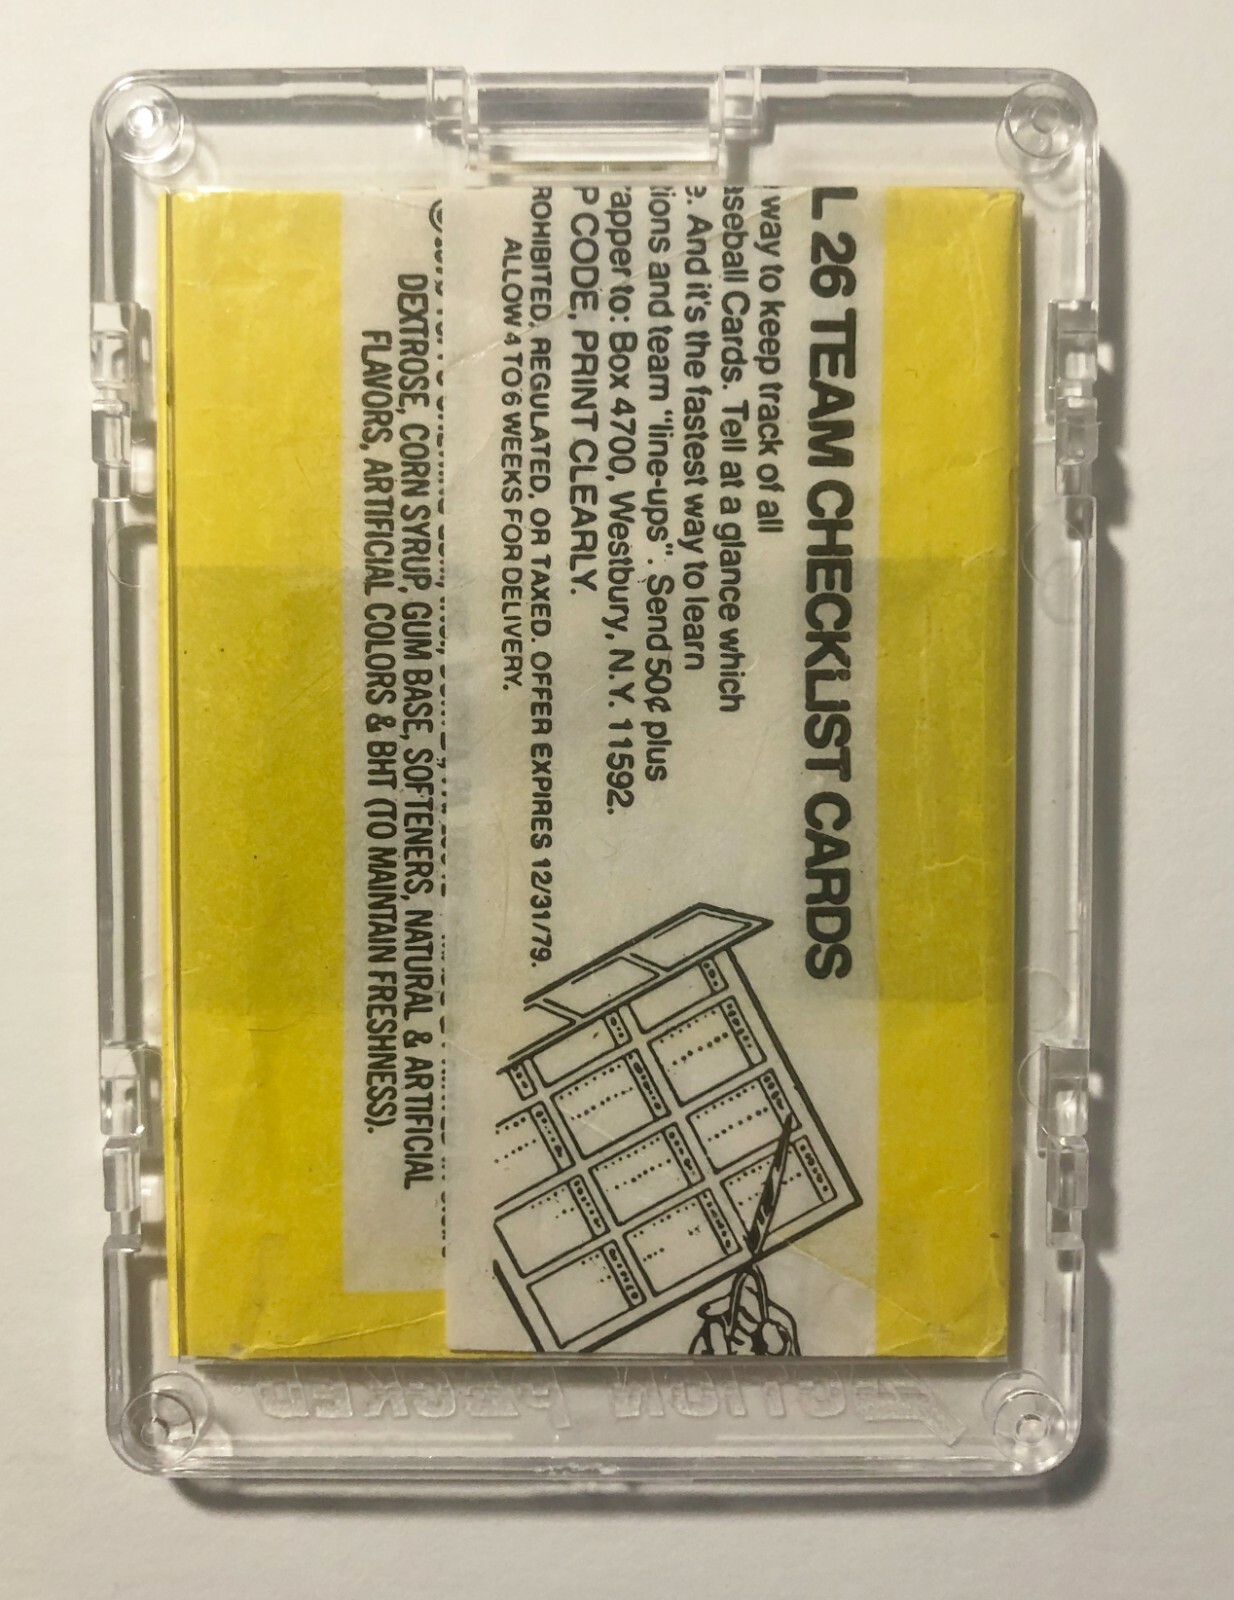 L 26 TEAM CHECKLIST CARDS
way to keep track of all
aseball Cards. Tell at a glance which
e. And it's the fastest way to learn
tions and team "line-ups". Send 50¢ plus
rapper to: Box 4700, Westbury, N.Y. 11592.
P CODE, PRINT CLEARLY.
ROHIBITED, REGULATED, OR TAXED. OFFER EXPIRES 12/31/79.
ALLOW 4 TO 6 WEEKS FOR DELIVERY.
DEXTROSE, CORN SYRUP, GUM BASE, SOFTENERS, NATURAL & ARTIFICIAL
FLAVORS, ARTIFICIAL COLORS & BHT (TO MAINTAIN FRESHNESS).
ACTION PACKED